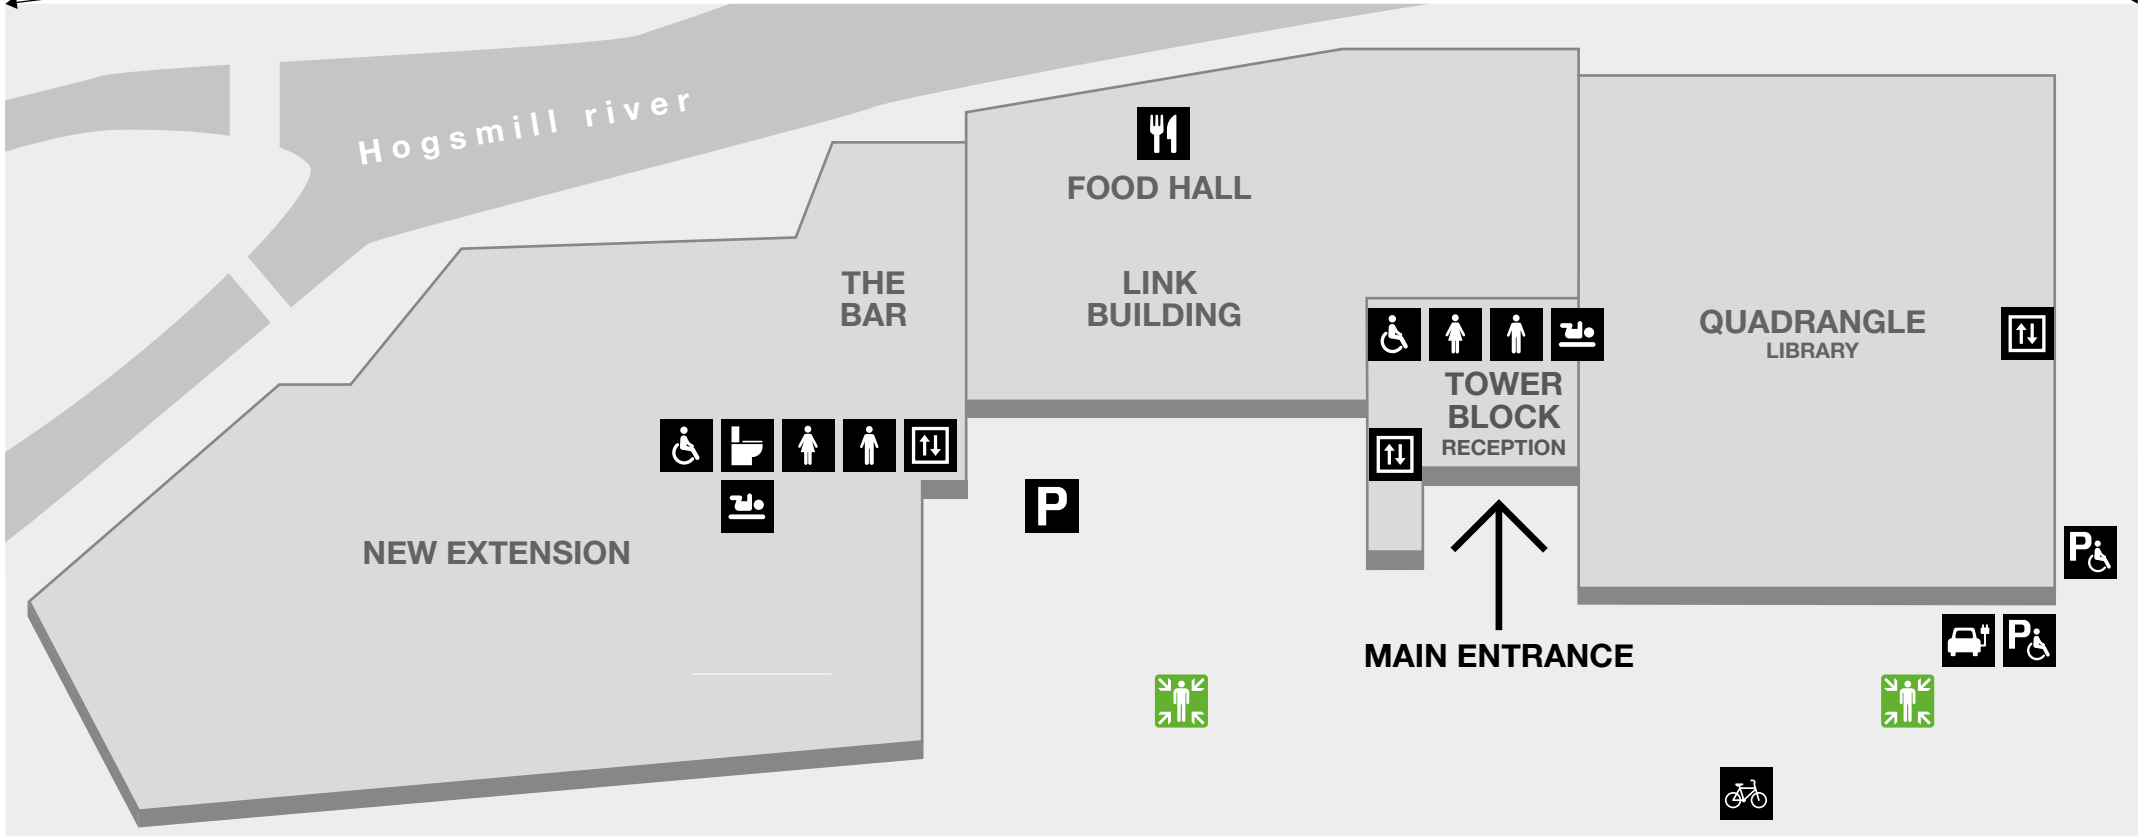 Hogsmill river
FOOD HALL
THE
BAR
LINK
BUILDING
QUADRANGLE
LIBRARY
TOWER
BLOCK
RECEPTION
P
NEW EXTENSION
P
MAIN ENTRANCE
P